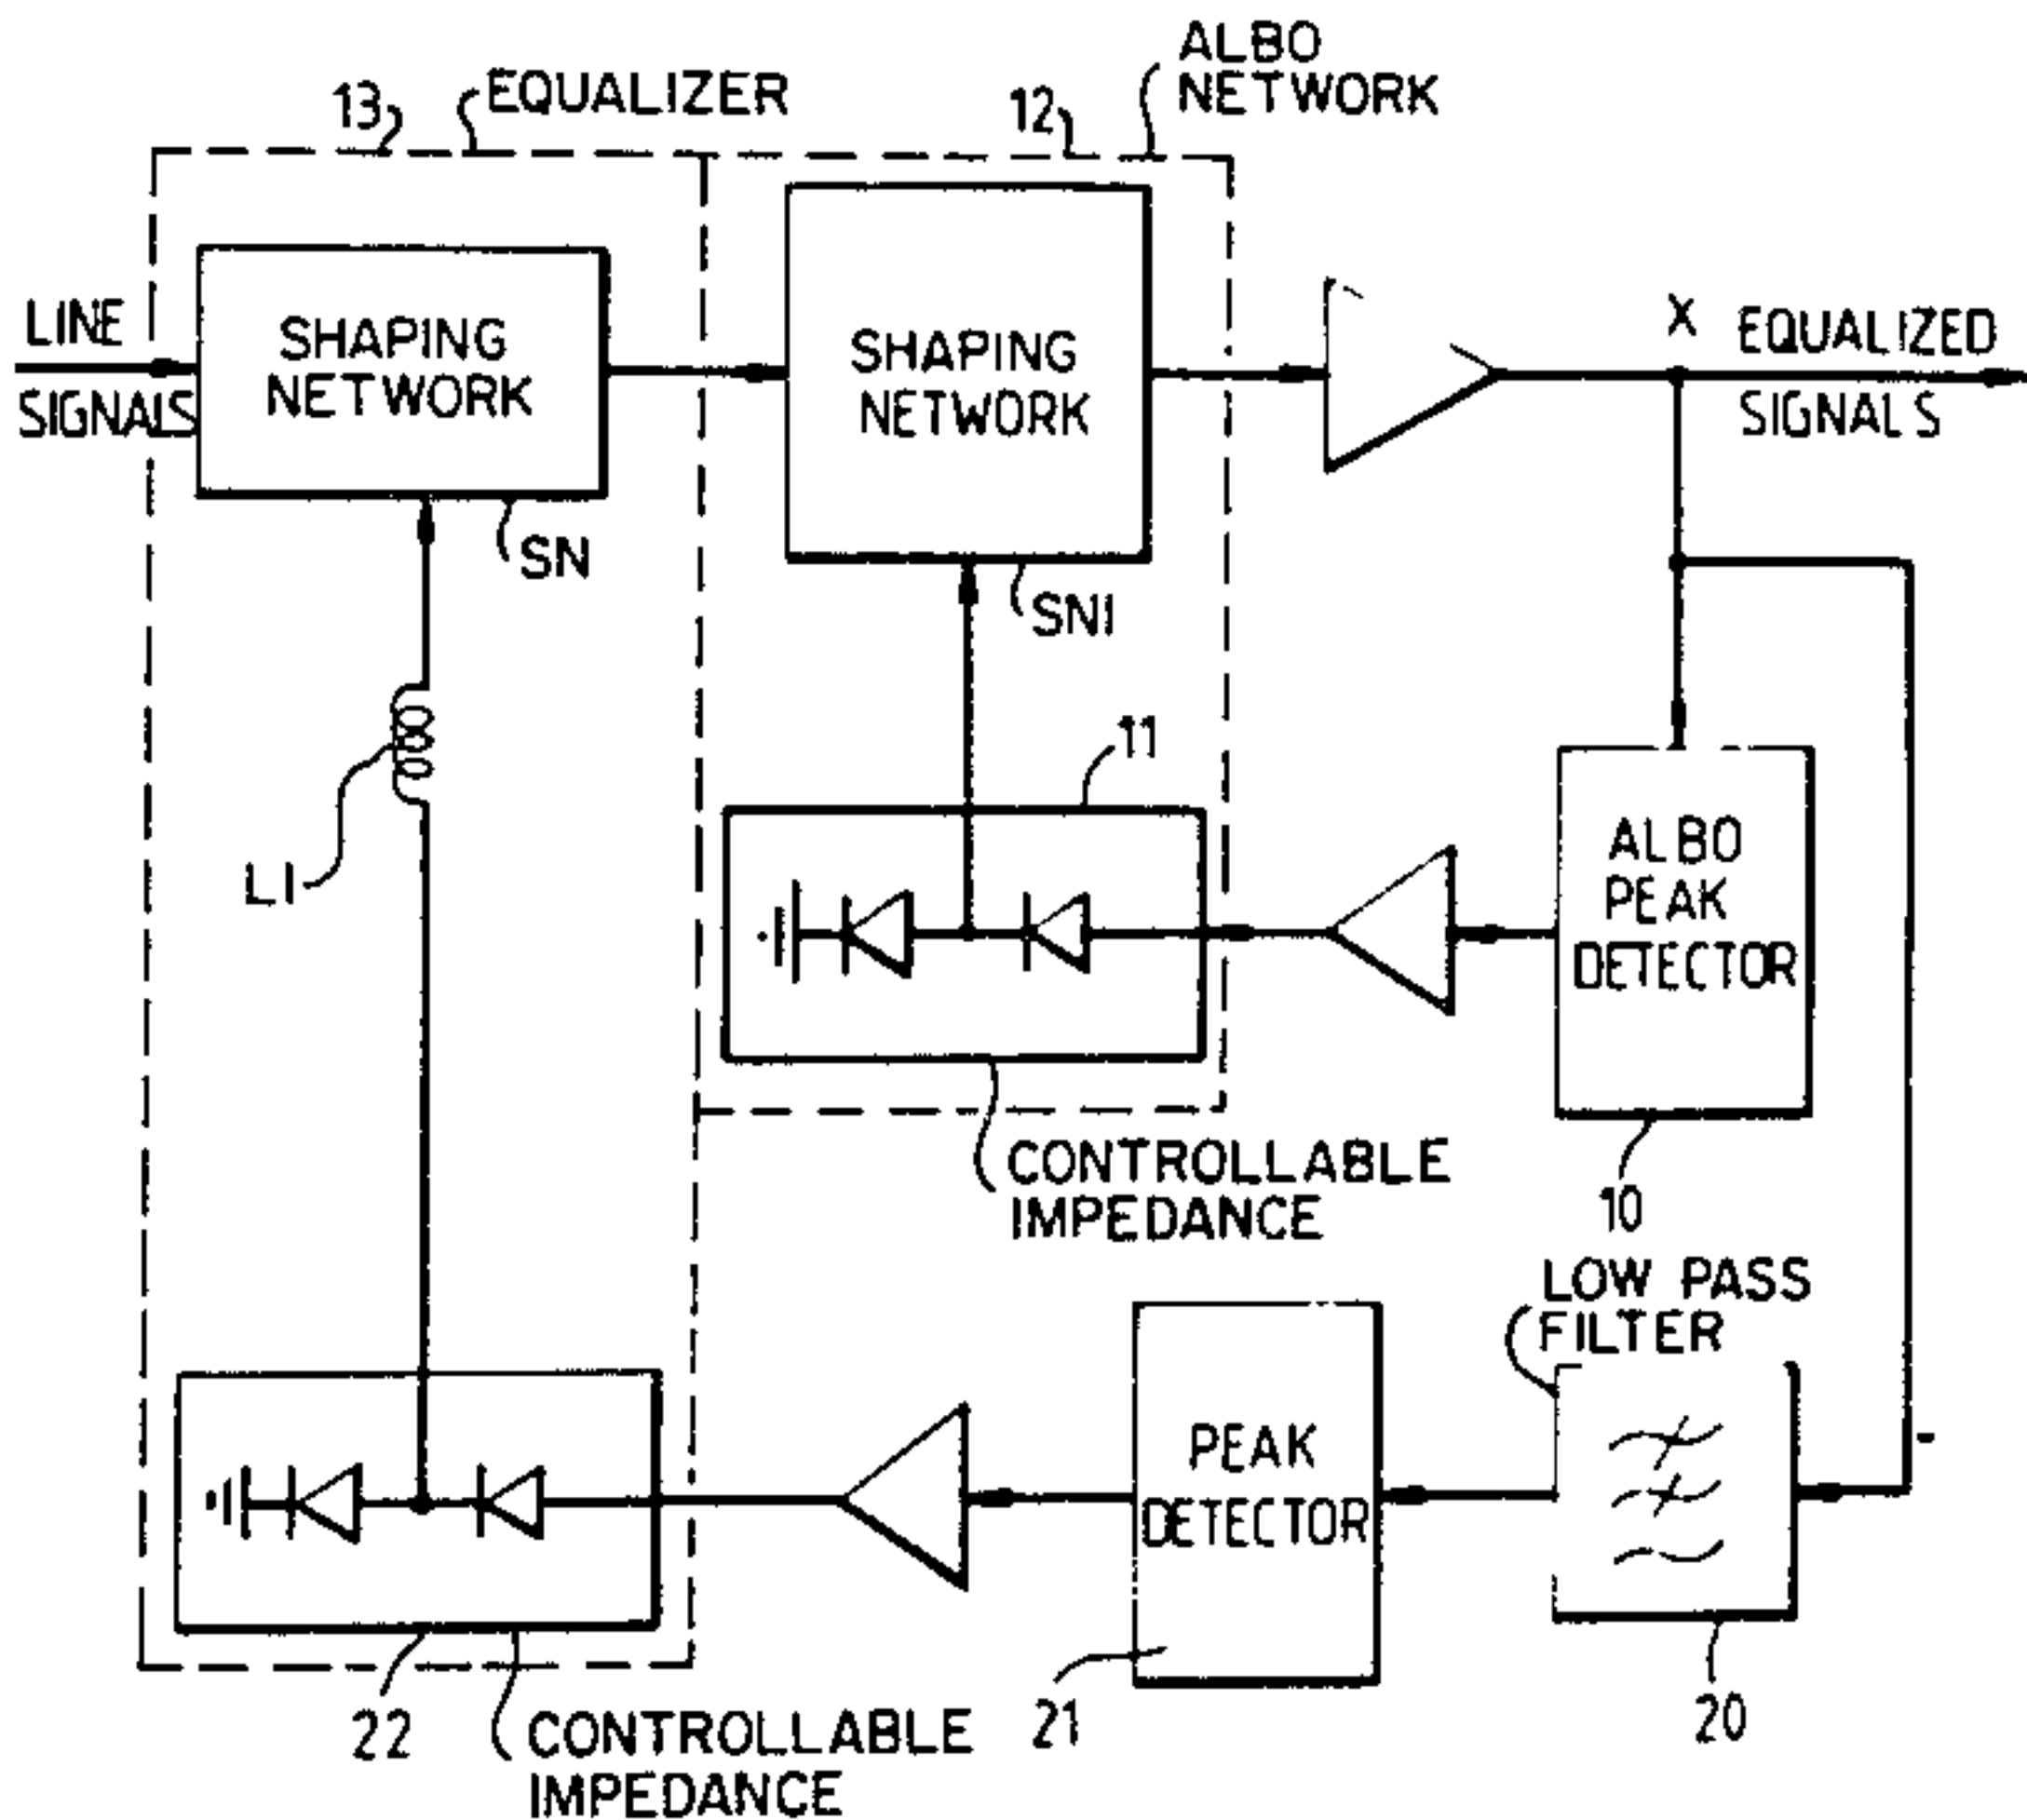 13
EQUALIZER
12
ALBO
NETWORK
LINE
SIGNALS
SHAPING
NETWORK
SN
SHAPING
NETWORK
SN1
X
EQUALIZED
SIGNALS
L1
11
ALBO
PEAK
DETECTOR
10
CONTROLLABLE
IMPEDANCE
LOW PASS
FILTER
20
PEAK
DETECTOR
21
22
CONTROLLABLE
IMPEDANCE